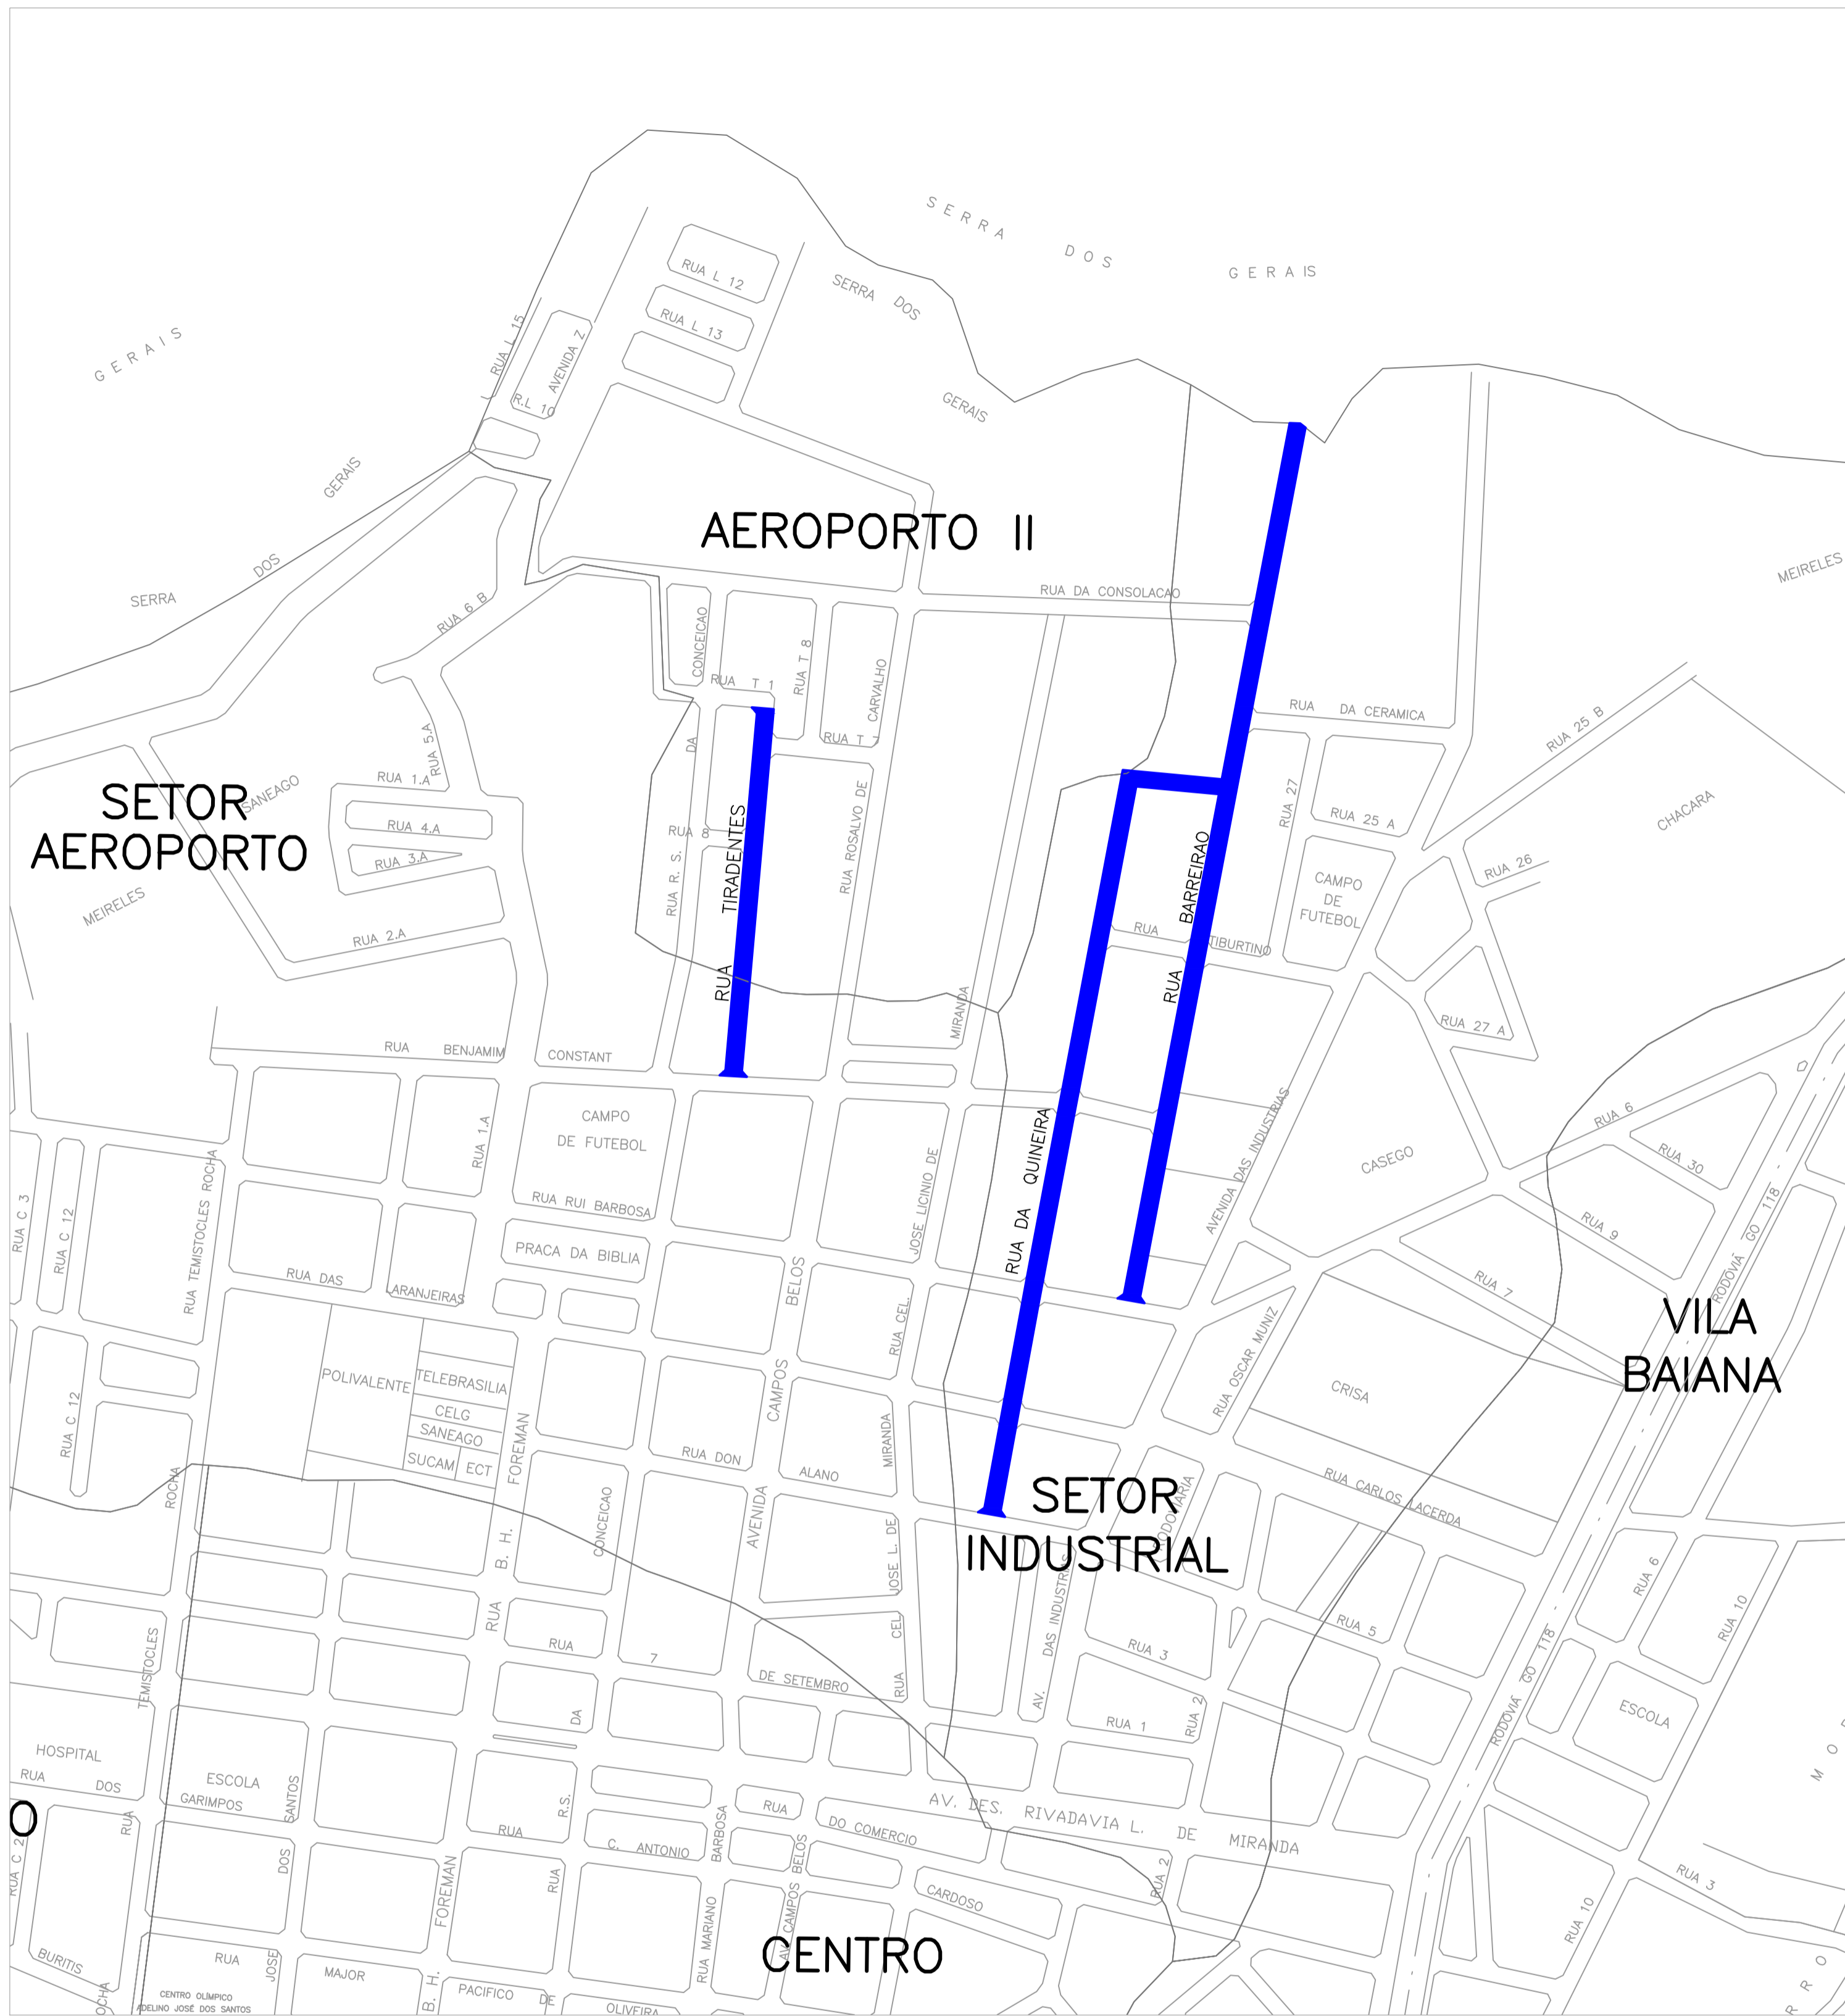 SERRA DOS GERAIS
RUA L 12
SERRA DOS GERAIS
RUA L 13
RUA L 15
AVENIDA Z
R.L 10
GERAIS
SERRA DOS GERAIS
AEROPORTO II
MEIRELES
RUA DA CONSOLACAO
RUA 6 B
CONCEICAO
RUA T 8
RUA T 1
CARVALHO
RUA T 7
RUA DA CERAMICA
RUA 25 B
RUA 5.A
DA
SETOR
AEROPORTO
SANEAGO
RUA 1.A
RUA 4.A
RUA 3.A
RUA 8
RUA TIRADENTES
RUA R. S.
RUA ROSALVO DE
RUA BARREIRAO
RUA 27
RUA 25 A
CHACARA
RUA 26
CAMPO
DE
FUTEBOL
MEIRELES
RUA 2.A
RUA TIBURTINO
MIRANDA
RUA 27 A
RUA BENJAMIM CONSTANT
CAMPO
DE FUTEBOL
RUA 1.A
RUA DA QUINEIRA
AVENIDA DAS INDUSTRIAS
CASEGO
RUA 6
RUA 30
RUA C 3
RUA C 12
RUA TEMISTOCLES ROCHA
RUA RUI BARBOSA
PRACA DA BIBLIA
JOSE LICINIO DE
RUA 9
RODOVIA GO 118
RUA DAS LARANJEIRAS
BELOS
RUA 7
VILA
BAIANA
RUA CEL.
RUA OSCAR MUNIZ
POLIVALENTE
TELEBRASILIA
CELG
SANEAGO
SUCAM
ECT
CAMPOS
CRISA
RUA C 12
FOREMAN
RUA DON ALANO
MIRANDA
ROCHA
SETOR
INDUSTRIAL
RODOVIARIA
RUA CARLOS LACERDA
CONCEICAO
AVENIDA
JOSE L. DE
B. H.
AV. DAS INDUSTRIAS
RUA 6
RUA 10
RUA
RUA 7 DE SETEMBRO
CEL
RUA
RUA 3
RUA 5
TEMISTOCLES
DA
RUA 1
RUA 2
RODOVIA GO 118
ESCOLA
HOSPITAL
RUA DOS GARIMPOS
ESCOLA
SANTOS
RUA
R.S.
RUA C. ANTONIO
BARBOSA
RUA DO COMERCIO
AV. DES. RIVADAVIA L. DE MIRANDA
O
RUA C 2
DOS
FOREMAN
RUA
BELOS
CARDOSO
RUA 2
RUA 3
RUA 10
BURITIS
RUA MAJOR
JOSE
RUA MARIANO
AV. CAMPOS
CENTRO
CENTRO OLÍMPICO
ADELINO JOSÉ DOS SANTOS
B. H.
PACIFICO DE OLIVEIRA